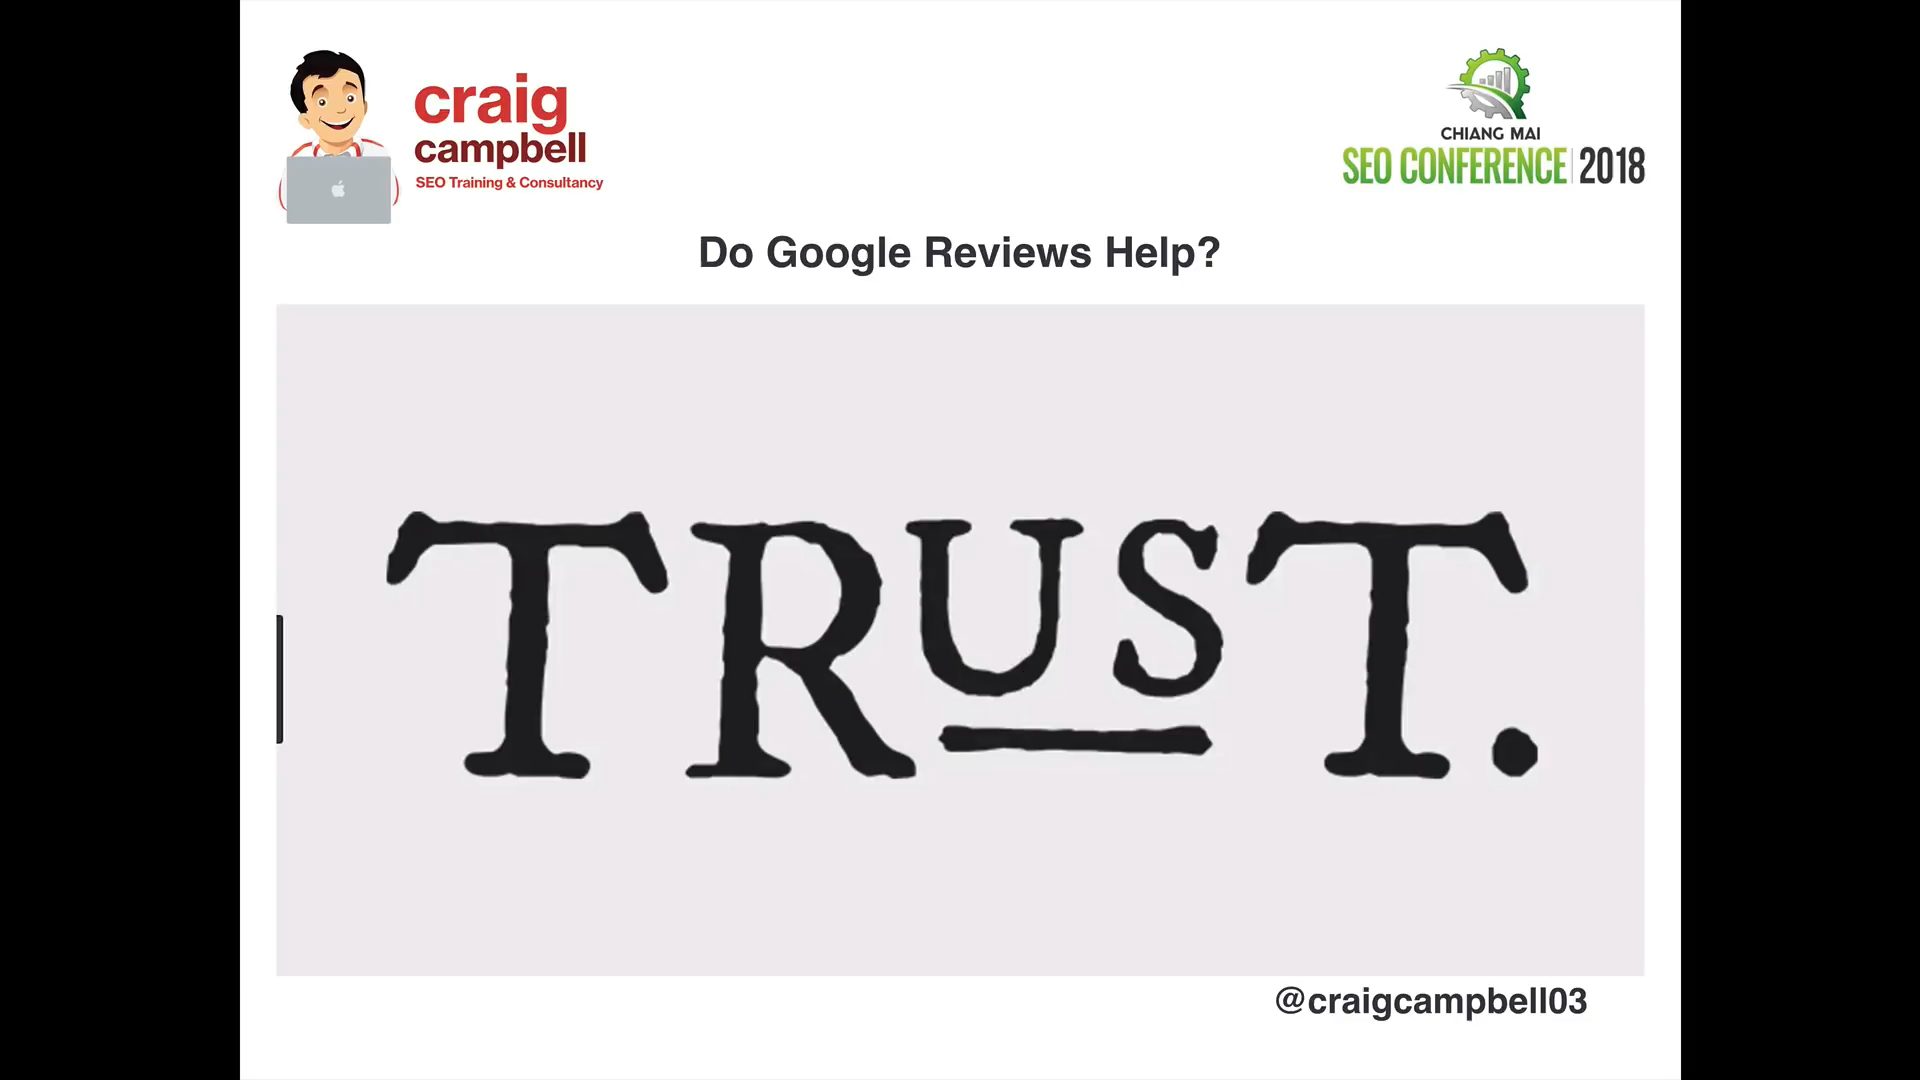 craig
campbell
SEO Training & Consultancy
CHIANG MAI
SEO CONFERENCE 2018
Do Google Reviews Help?
TRUST.
@craigcampbell03